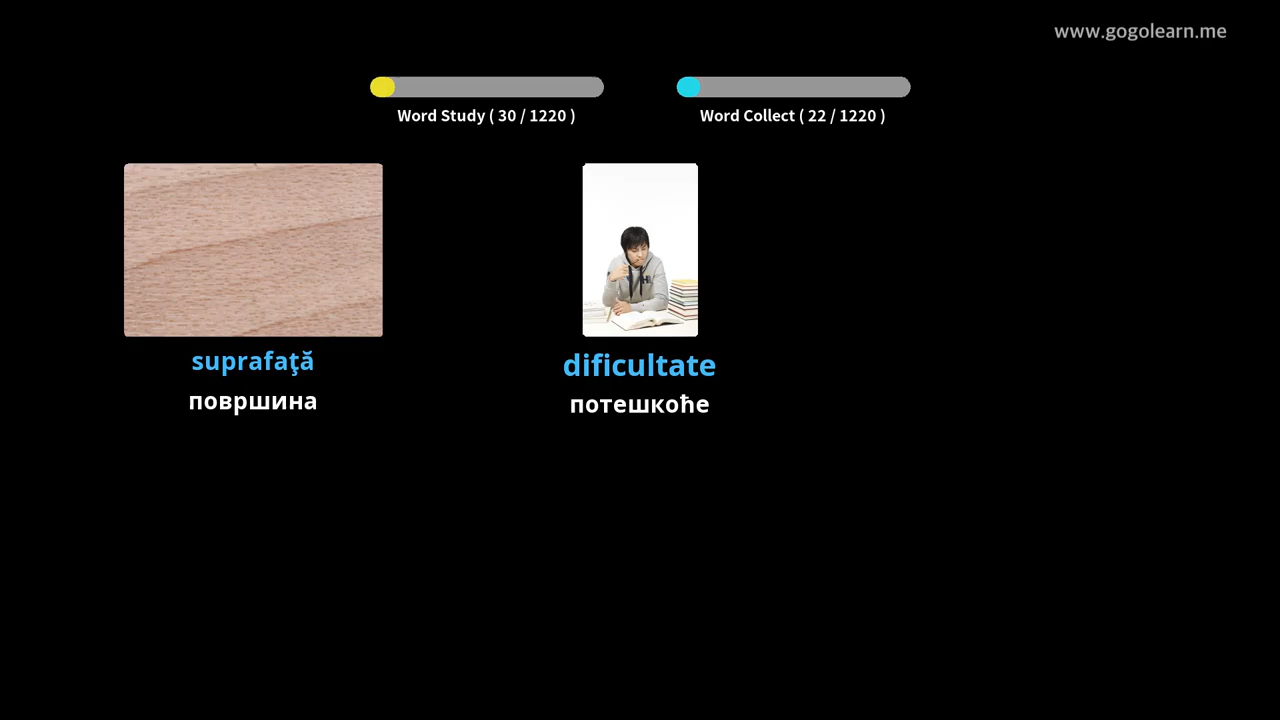 www.gogolearn.me
Word Study ( 30 / 1220 )
Word Collect ( 22 / 1220 )
suprafaţă
површина
dificultate
потешкоће